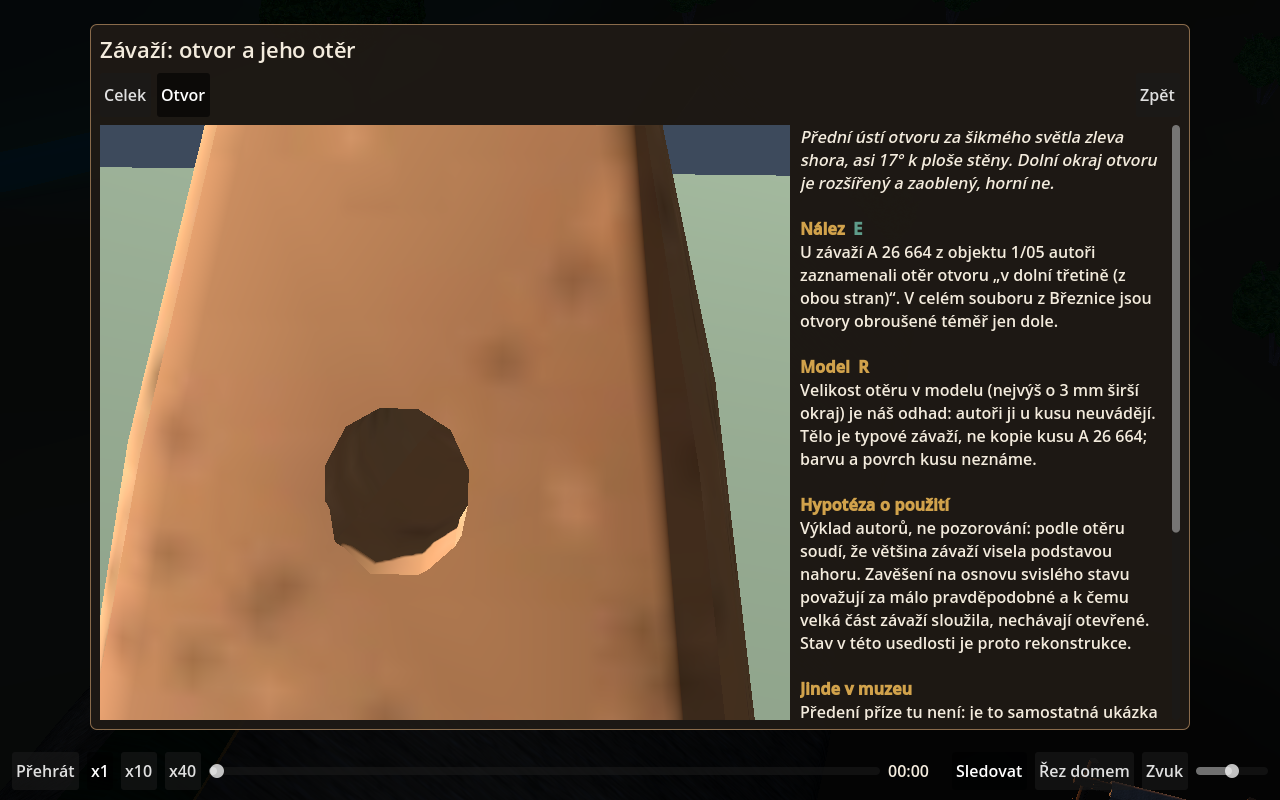 Závaží: otvor a jeho otěr
Celek
Otvor
Zpět
Přední ústí otvoru za šikmého světla zleva
shora, asi 17° k ploše stěny. Dolní okraj otvoru
je rozšířený a zaoblený, horní ne.
Nález E
U závaží A 26 664 z objektu 1/05 autoři
zaznamenali otěr otvoru „v dolní třetině (z
obou stran)“. V celém souboru z Březnice jsou
otvory obroušené téměř jen dole.
Model R
Velikost otěru v modelu (nejvýš o 3 mm širší
okraj) je náš odhad: autoři ji u kusu neuvádějí.
Tělo je typové závaží, ne kopie kusu A 26 664;
barvu a povrch kusu neznáme.
Hypotéza o použití
Výklad autorů, ne pozorování: podle otěru
soudí, že většina závaží visela podstavou
nahoru. Zavěšení na osnovu svislého stavu
považují za málo pravděpodobné a k čemu
velká část závaží sloužila, nechávají otevřené.
Stav v této usedlosti je proto rekonstrukce.
Jinde v muzeu
Předení příze tu není: je to samostatná ukázka
Přehrát
x1
x10
x40
00:00
Sledovat
Řez domem
Zvuk